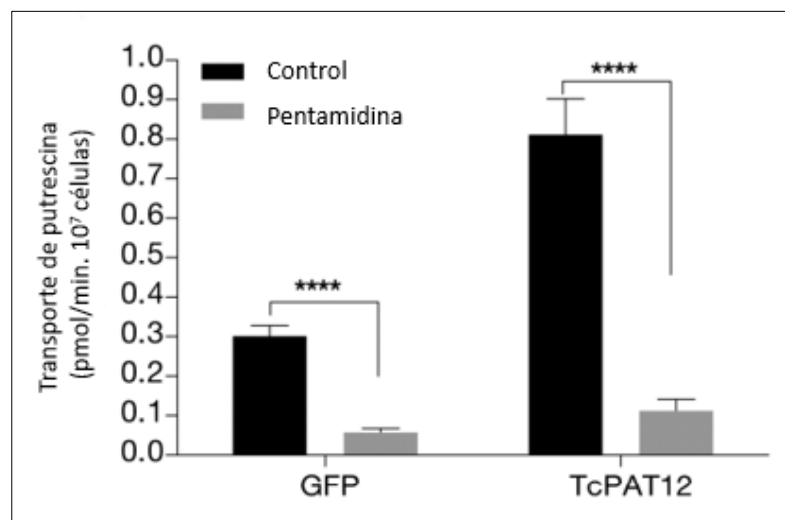 Transporte de putrescina
(pmol/min. 10⁷ células)
1.0
0.9
0.8
0.7
0.6
0.5
0.4
0.3
0.2
0.1
0.0
Control
Pentamidina
****
****
GFP
TcPAT12